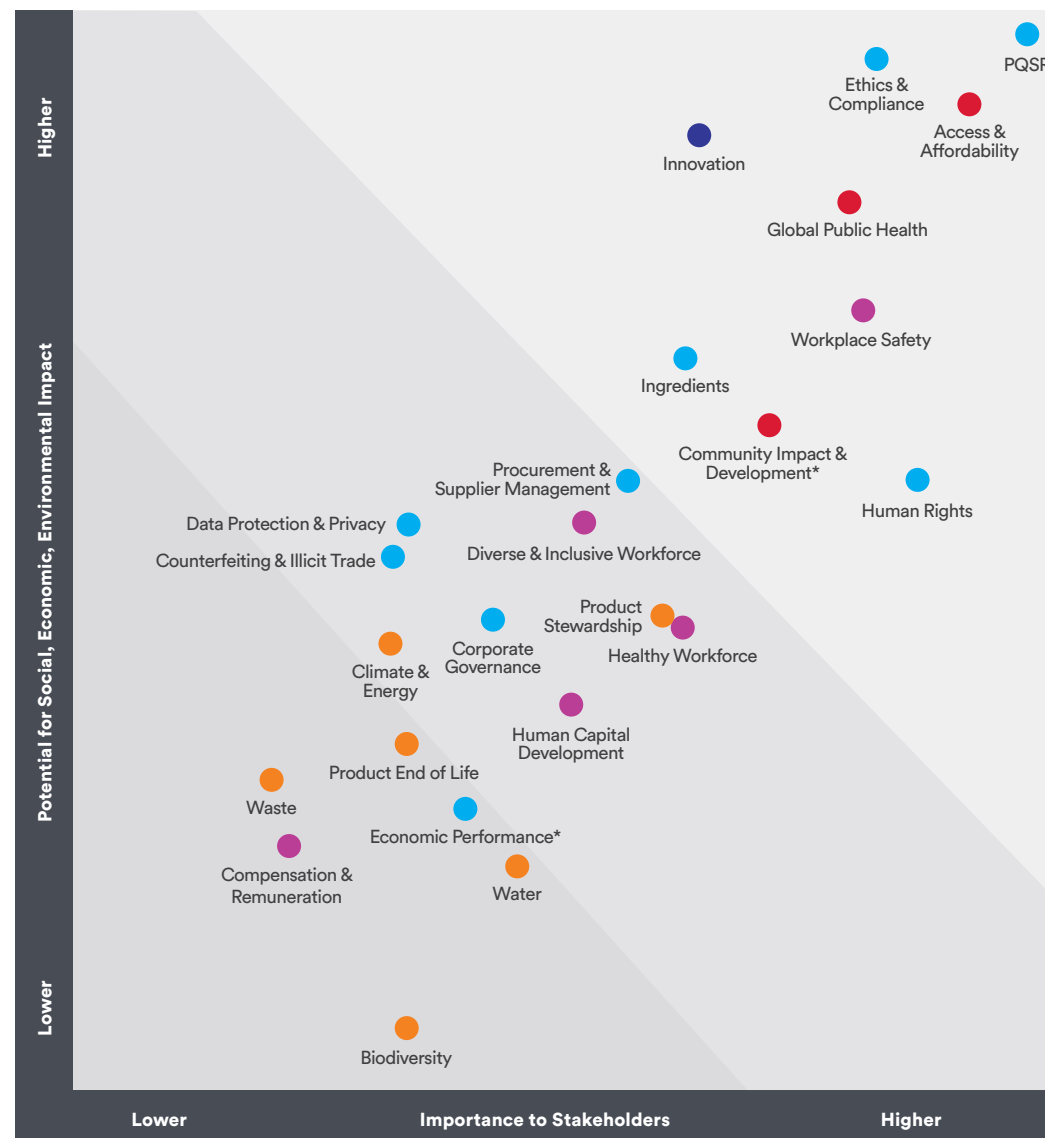 Higher
Potential for Social, Economic, Environmental Impact
Lower
Ethics &
Compliance
Access &
Affordability
Innovation
Global Public Health
Workplace Safety
Ingredients
Community Impact &
Development*
Human Rights
Procurement &
Supplier Management
Data Protection & Privacy
Diverse & Inclusive Workforce
Counterfeiting & Illicit Trade
Product
Stewardship
Healthy Workforce
Corporate
Governance
Climate &
Energy
Human Capital
Development
Product End of Life
Waste
Economic Performance*
Compensation &
Remuneration
Water
Biodiversity
Lower
Importance to Stakeholders
Higher